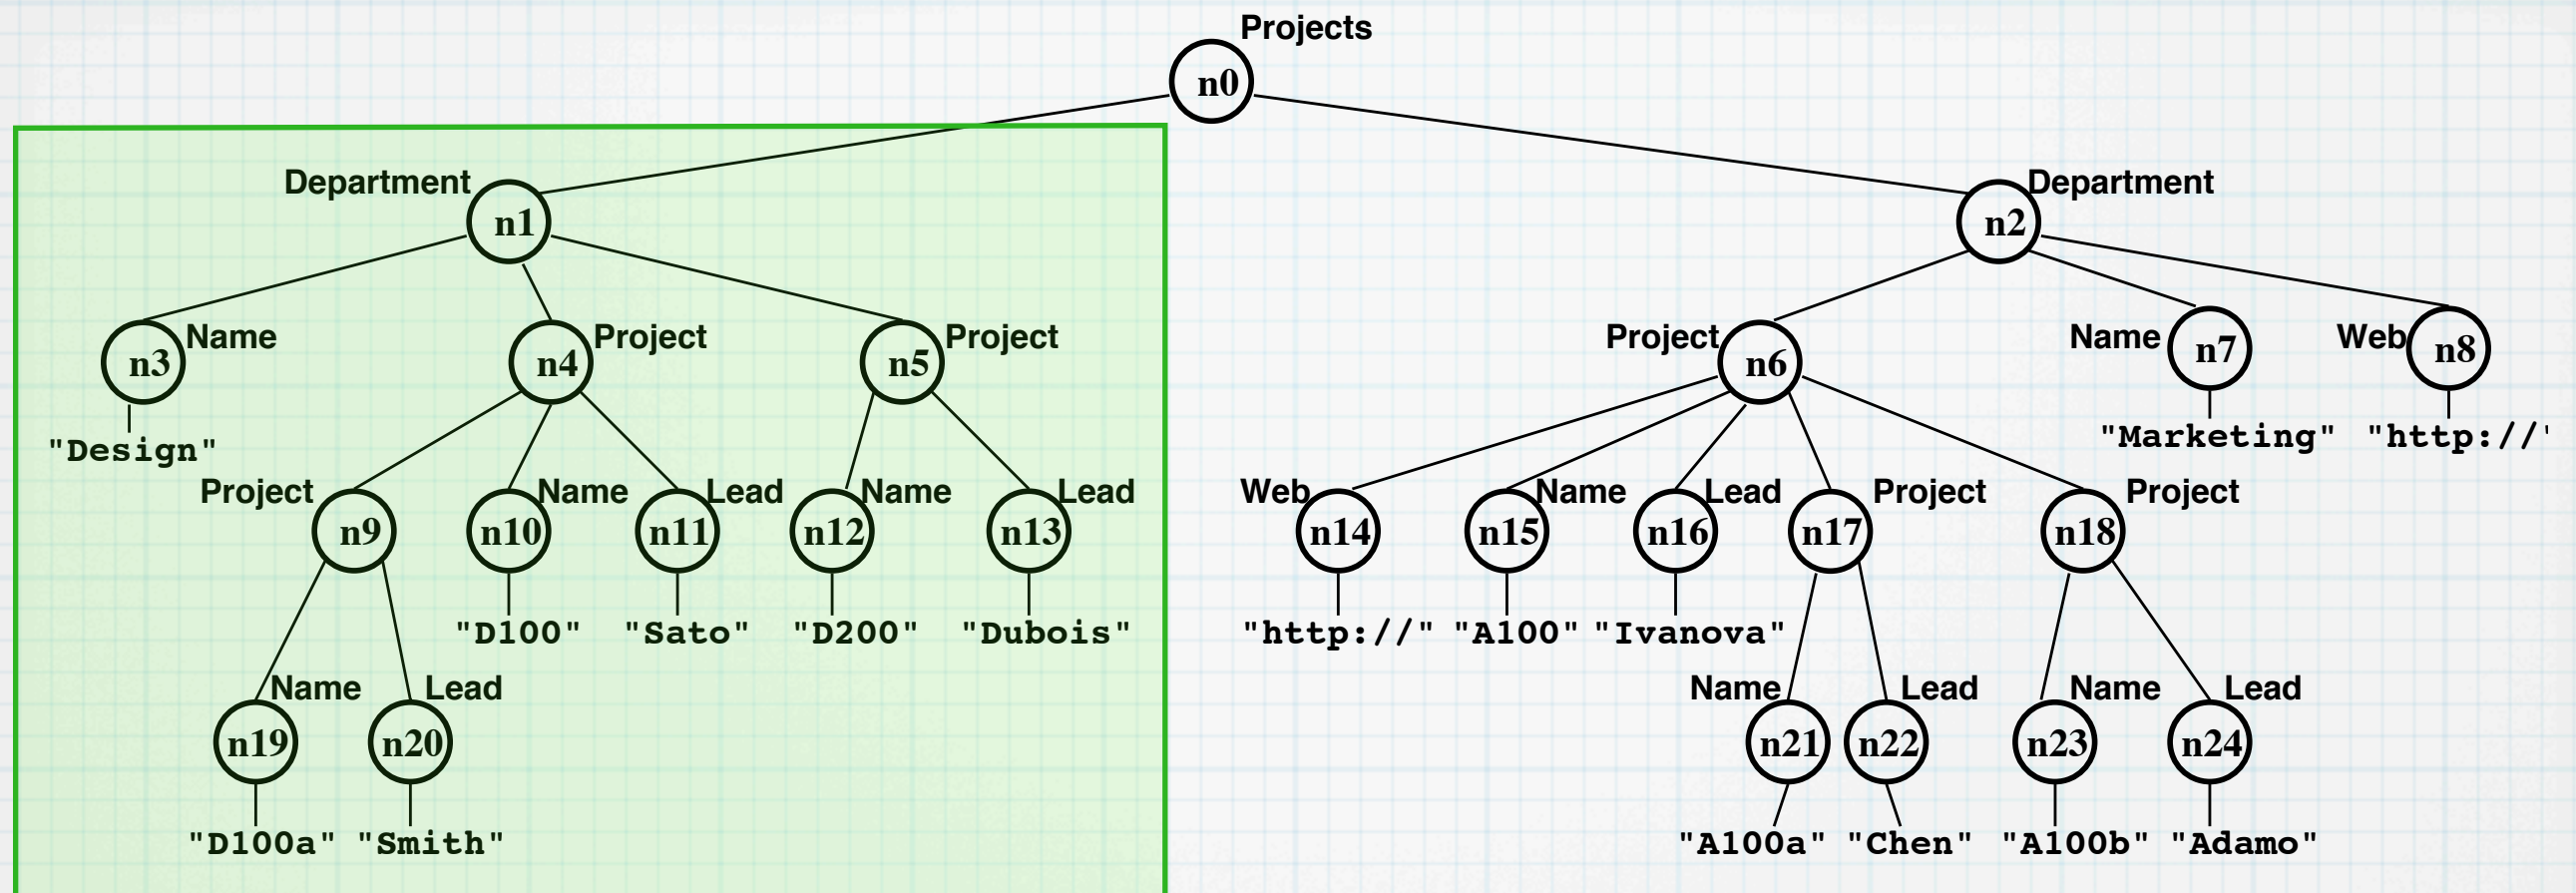 Projects
n0
Department
n1
Department
n2
Name
n3
Project
n4
Project
n5
Project
n6
Name
n7
Web
n8
"Design"
"Marketing"
"http://'
Project
n9
Name
n10
Lead
n11
Name
n12
Lead
n13
Web
n14
Name
n15
Lead
n16
Project
n17
Project
n18
"D100"
"Sato"
"D200"
"Dubois"
"http://"
"A100"
"Ivanova"
Name
n19
Lead
n20
Name
n21
Lead
n22
Name
n23
Lead
n24
"D100a"
"Smith"
"A100a"
"Chen"
"A100b"
"Adamo"